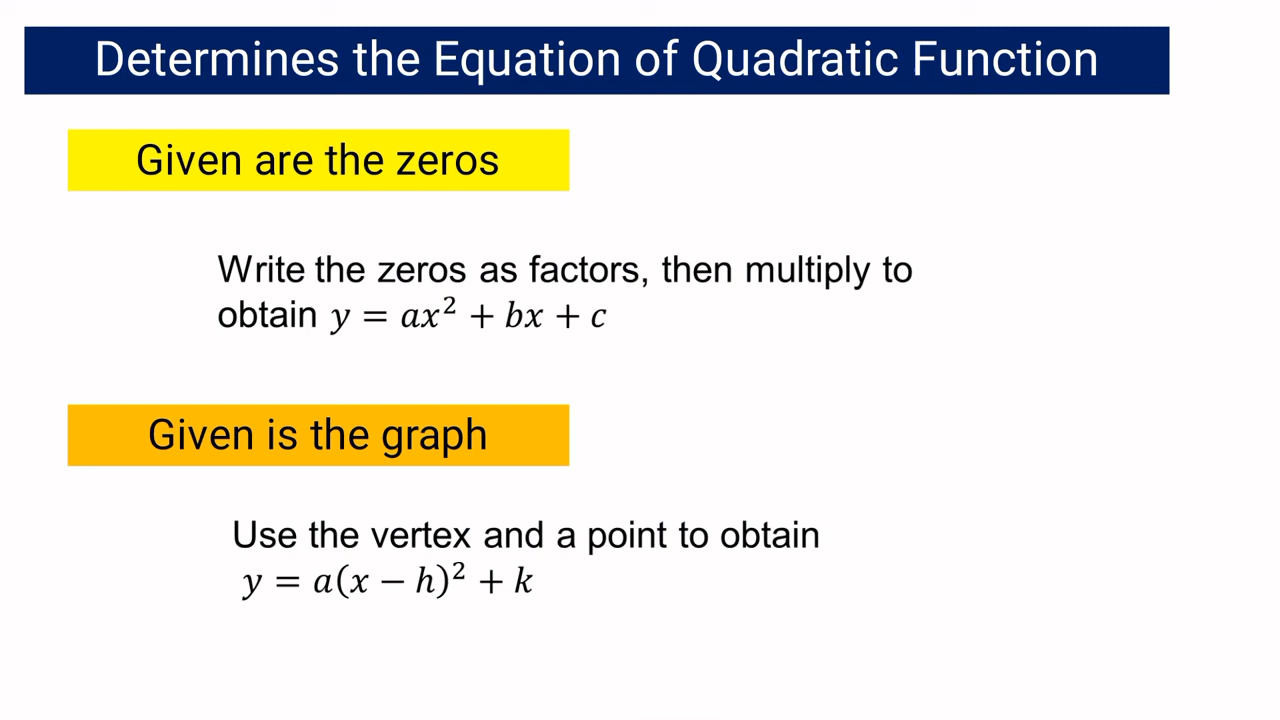 Determines the Equation of Quadratic Function
Given are the zeros
Write the zeros as factors, then multiply to
obtain y = ax² + bx + c
Given is the graph
Use the vertex and a point to obtain
y = a(x − h)² + k